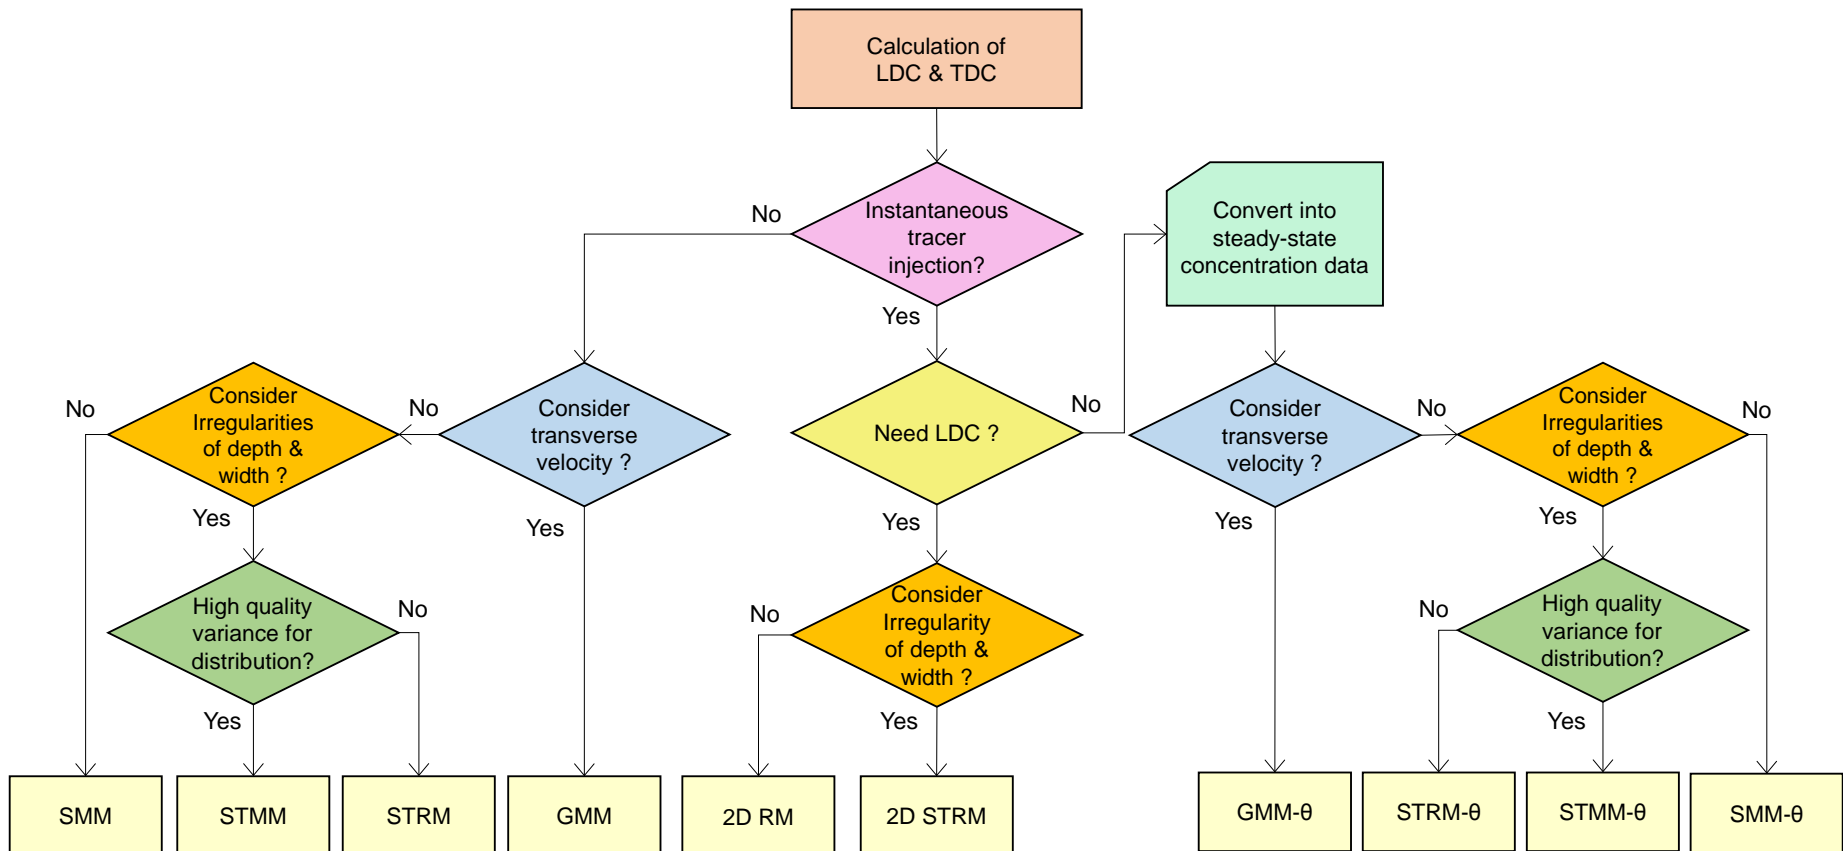 Calculation of
LDC & TDC
No
Instantaneous
tracer
injection?
Yes
Convert into
steady-state
concentration data
No
Consider
Irregularities
of depth &
width ?
Yes
No
Consider
transverse
velocity ?
Yes
Need LDC ?
No
Yes
Consider
transverse
velocity ?
Yes
No
Consider
Irregularities
of depth &
width ?
No
Yes
High quality
variance for
distribution?
No
Yes
No
Consider
Irregularity
of depth &
width ?
Yes
No
High quality
variance for
distribution?
Yes
SMM
STMM
STRM
GMM
2D RM
2D STRM
GMM-θ
STRM-θ
STMM-θ
SMM-θ